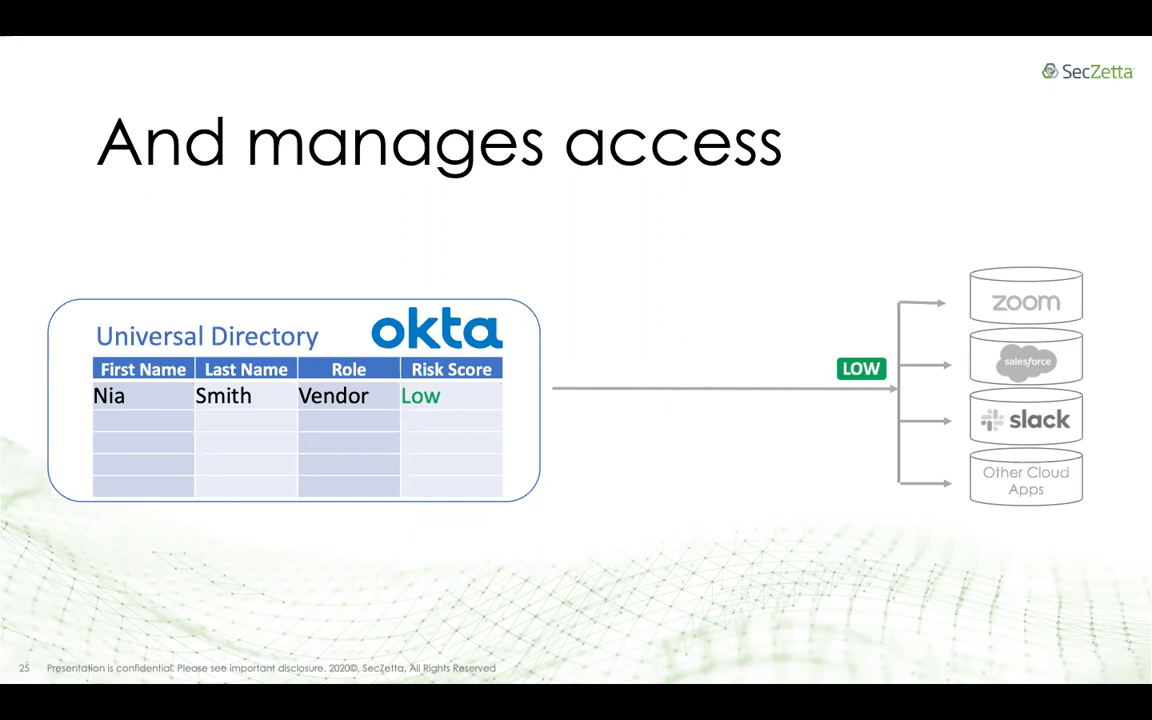 SecZetta
And manages access
Universal Directory
okta
First Name Last Name Role Risk Score
Nia Smith Vendor Low
LOW
zoom
salesforce
slack
Other Cloud
Apps
25 Presentation is confidential. Please see important disclosure. 2020©, SecZetta, All Rights Reserved